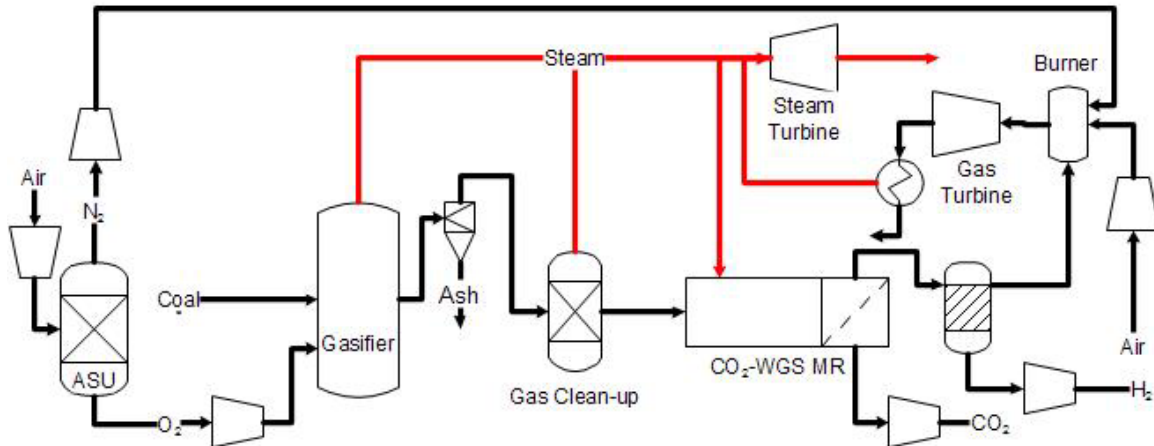 Steam
Burner
Steam
Turbine
Gas
Turbine
Air
N₂
Coal
Ash
Gasifier
ASU
O₂
Gas Clean-up
CO₂-WGS MR
CO₂
Air
H₂